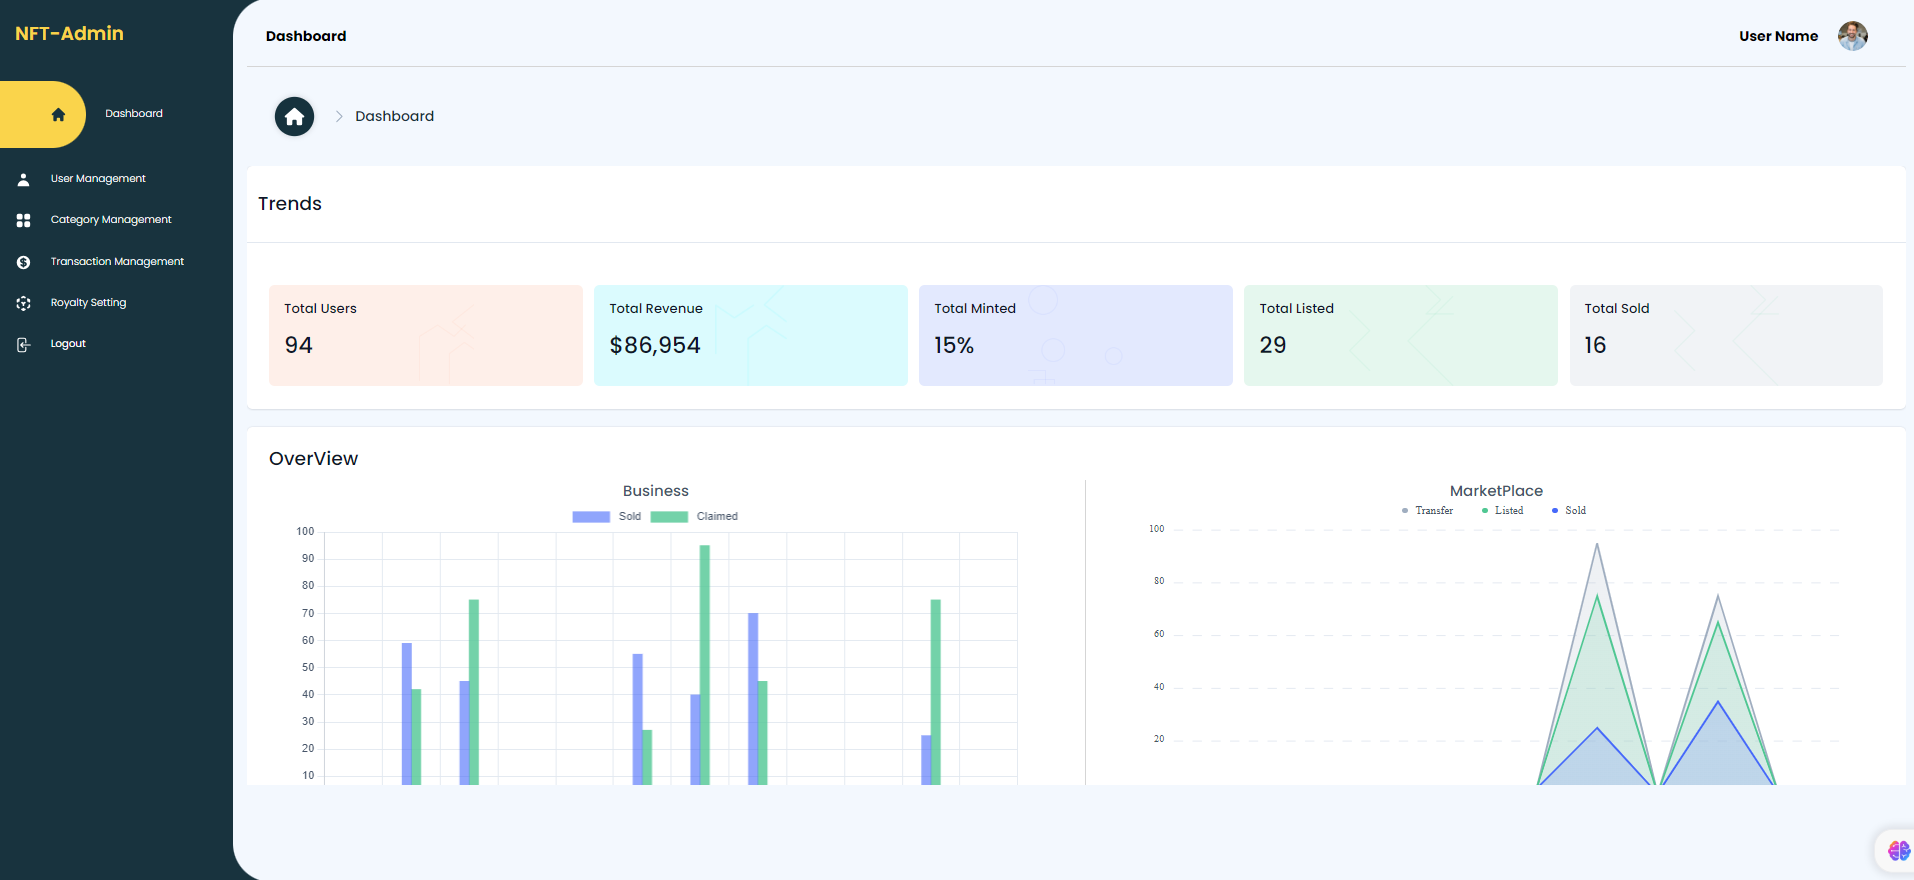 NFT-Admin
Dashboard
User Management
Category Management
Transaction Management
Royalty Setting
Logout
Dashboard
User Name
Dashboard
Trends
Total Users
94
Total Revenue
$86,954
Total Minted
15%
Total Listed
29
Total Sold
16
OverView
Business
Sold Claimed
100
90
80
70
60
50
40
30
20
10
MarketPlace
Transfer Listed Sold
100
80
60
40
20